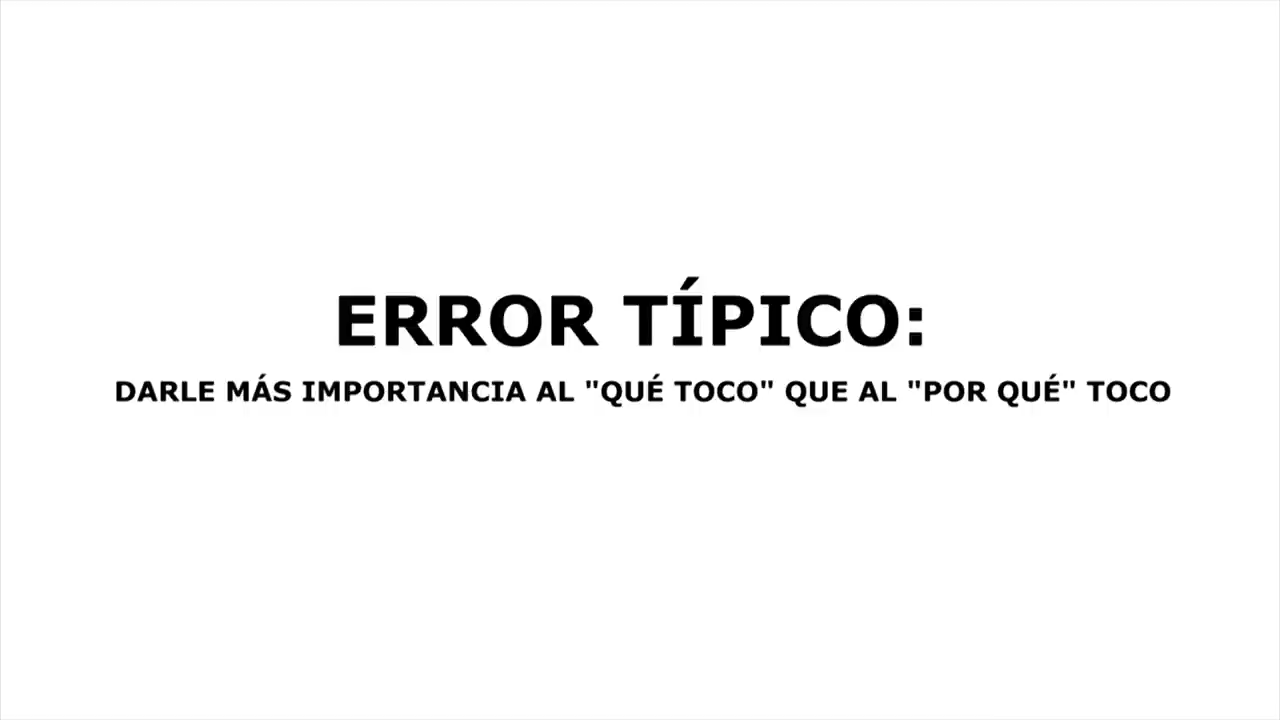 ERROR TÍPICO:
DARLE MÁS IMPORTANCIA AL "QUÉ TOCO" QUE AL "POR QUÉ" TOCO